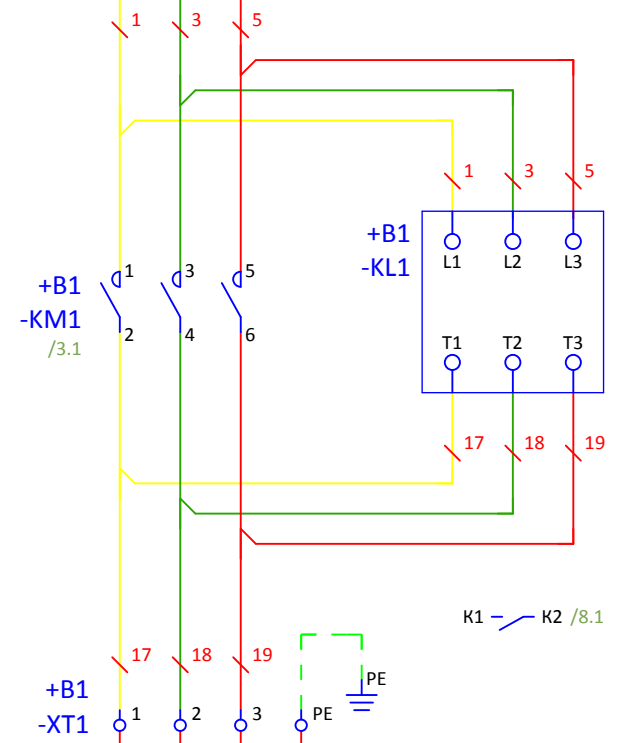 1 3 5
1 3 5
+B1
-KL1
L1 L2 L3
+B1
-KM1
/3.1
1 3 5
2 4 6
T1 T2 T3
17 18 19
K1 K2 /8.1
17 18 19
PE
+B1
-XT1
1 2 3 PE